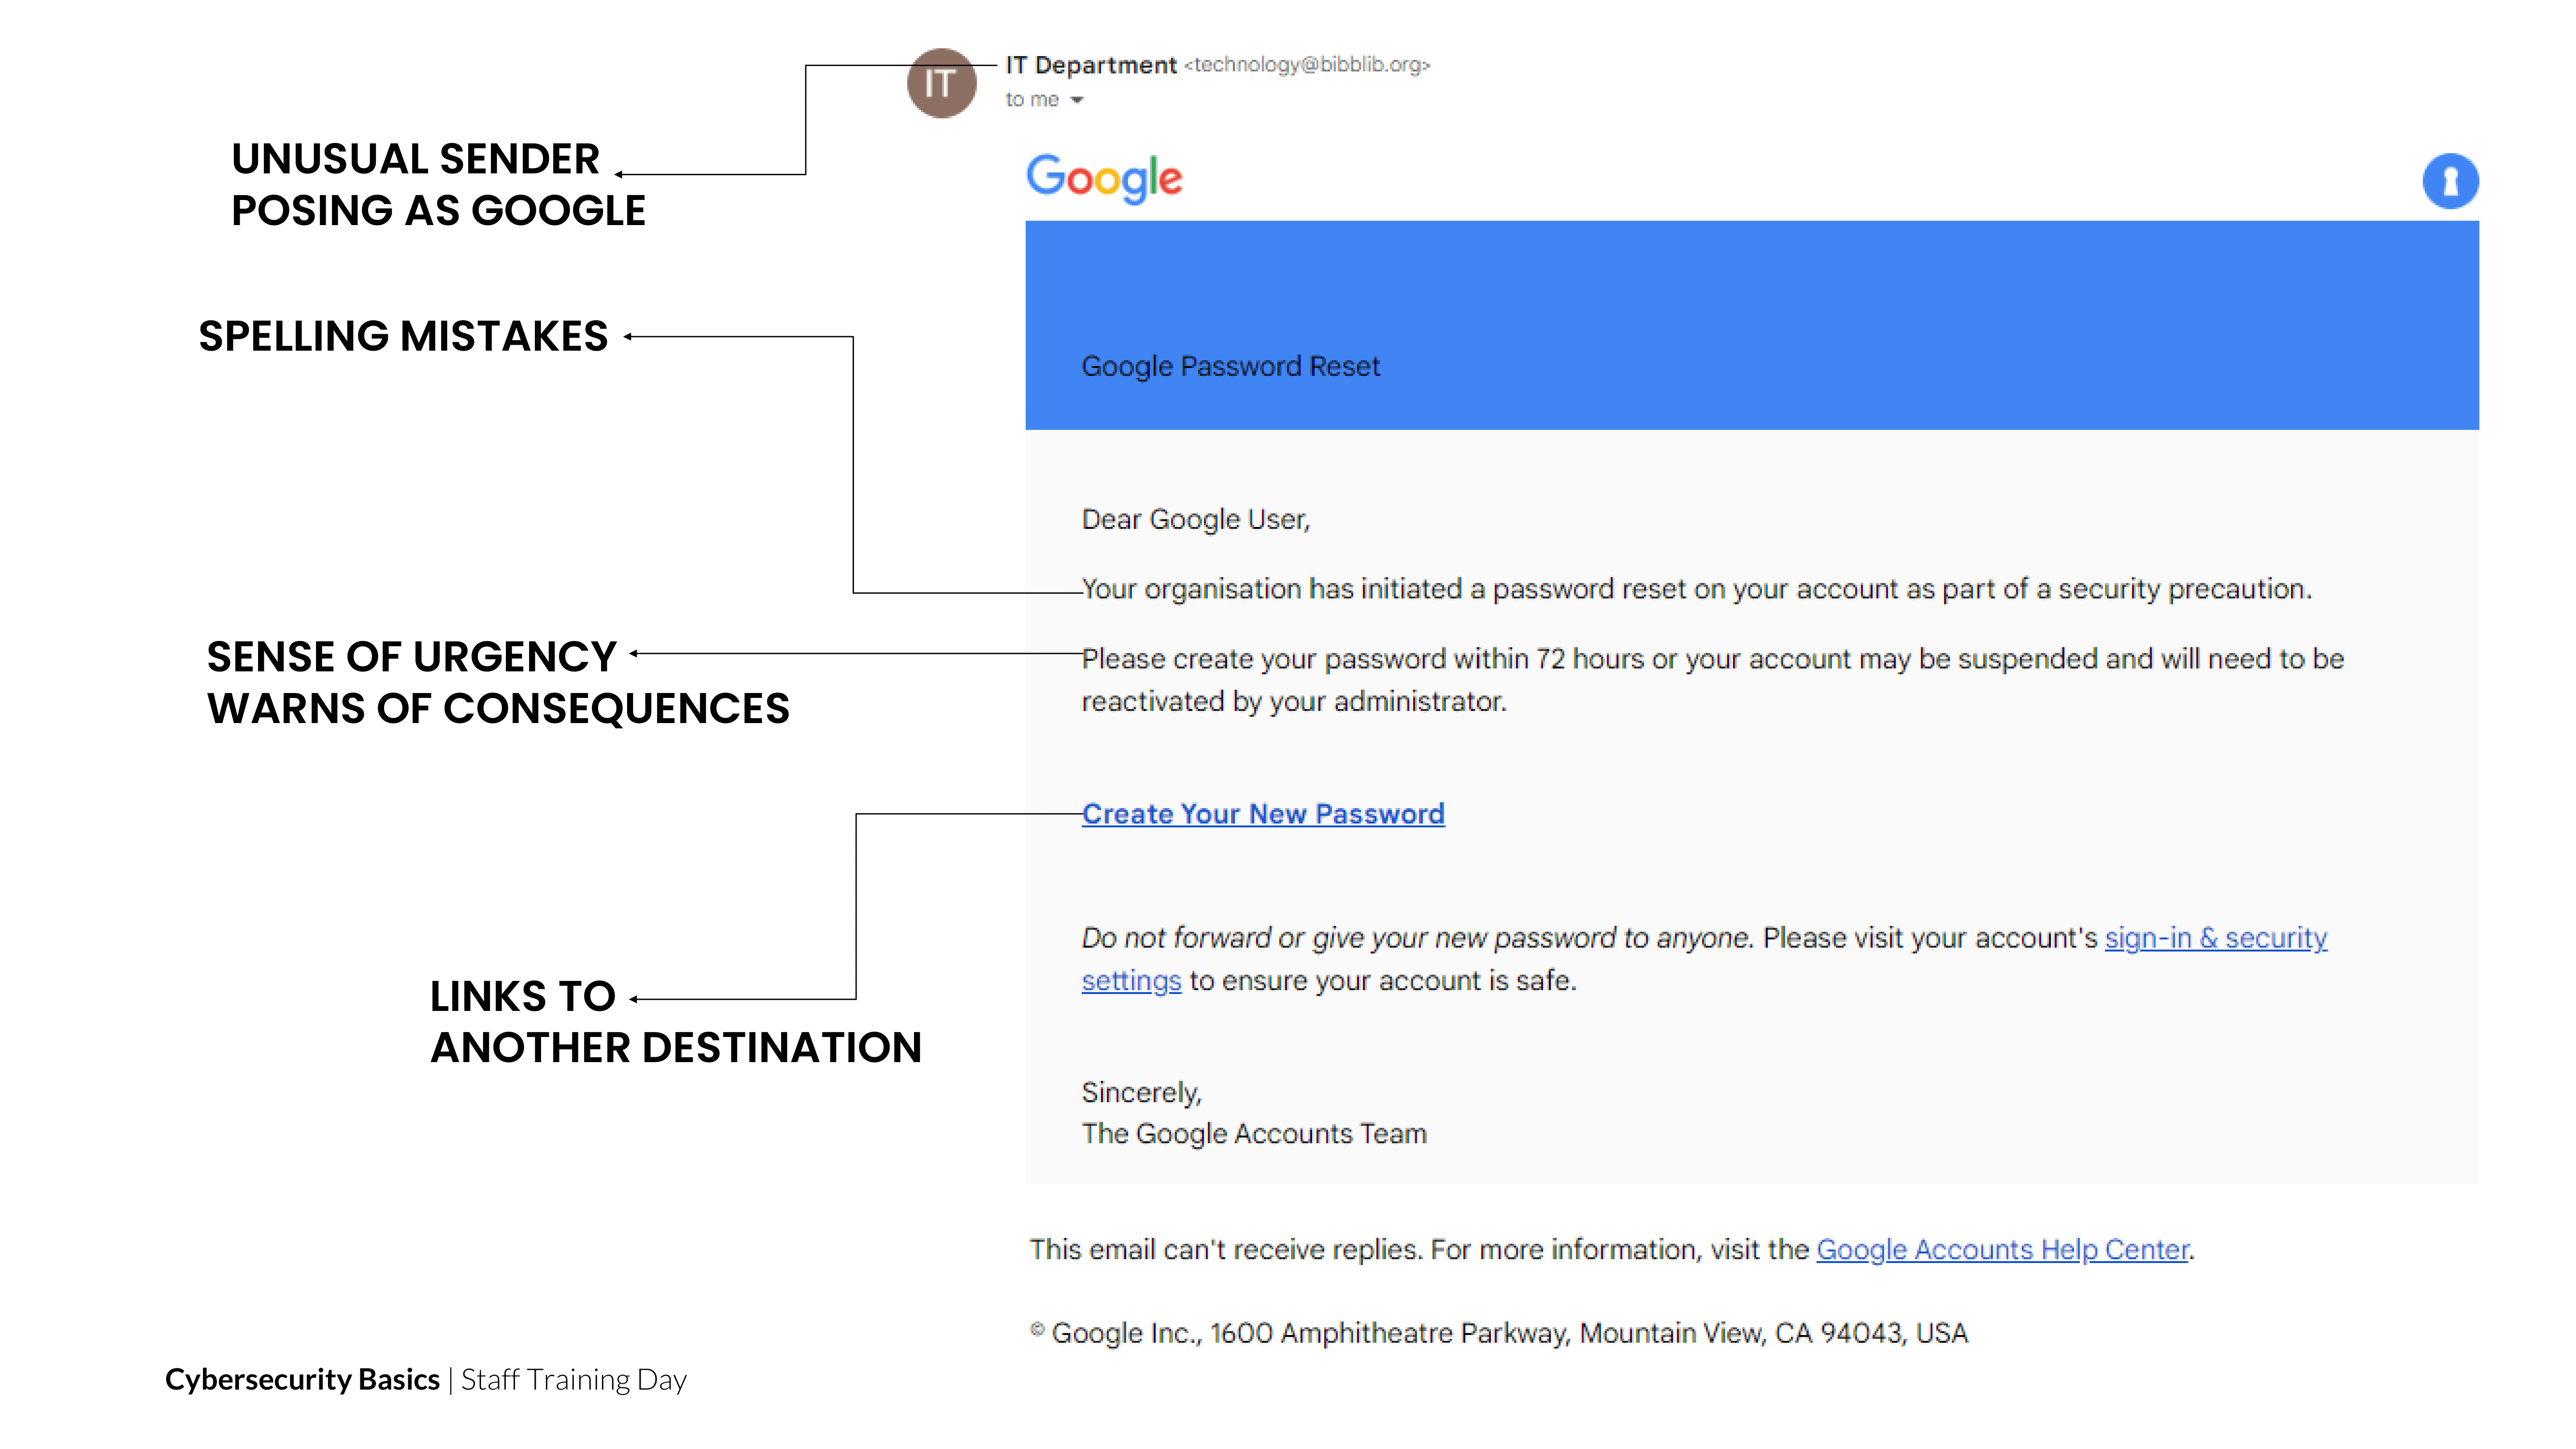 IT
IT Department <technology@bibblib.org>
to me
UNUSUAL SENDER
POSING AS GOOGLE
Google
SPELLING MISTAKES
Google Password Reset
Dear Google User,
Your organisation has initiated a password reset on your account as part of a security precaution.
SENSE OF URGENCY
WARNS OF CONSEQUENCES
Please create your password within 72 hours or your account may be suspended and will need to be
reactivated by your administrator.
Create Your New Password
LINKS TO
ANOTHER DESTINATION
Do not forward or give your new password to anyone. Please visit your account's sign-in & security
settings to ensure your account is safe.
Sincerely,
The Google Accounts Team
This email can't receive replies. For more information, visit the Google Accounts Help Center.
© Google Inc., 1600 Amphitheatre Parkway, Mountain View, CA 94043, USA
Cybersecurity Basics | Staff Training Day